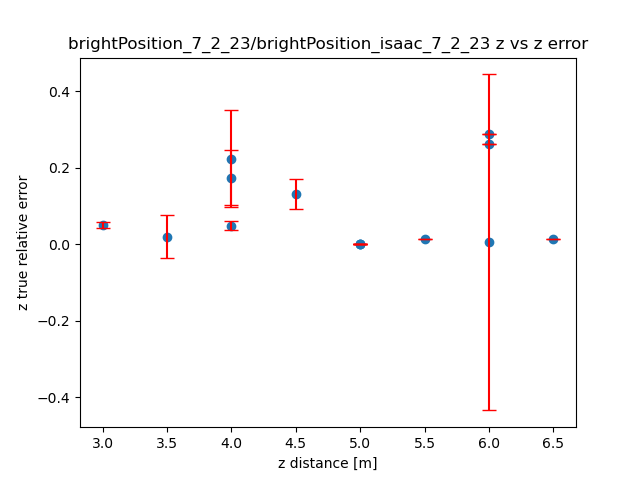 brightPosition_7_2_23/brightPosition_isaac_7_2_23 z vs z error
0.4
0.2
0.0
−0.2
−0.4
z true relative error
3.0 3.5 4.0 4.5 5.0 5.5 6.0 6.5
z distance [m]